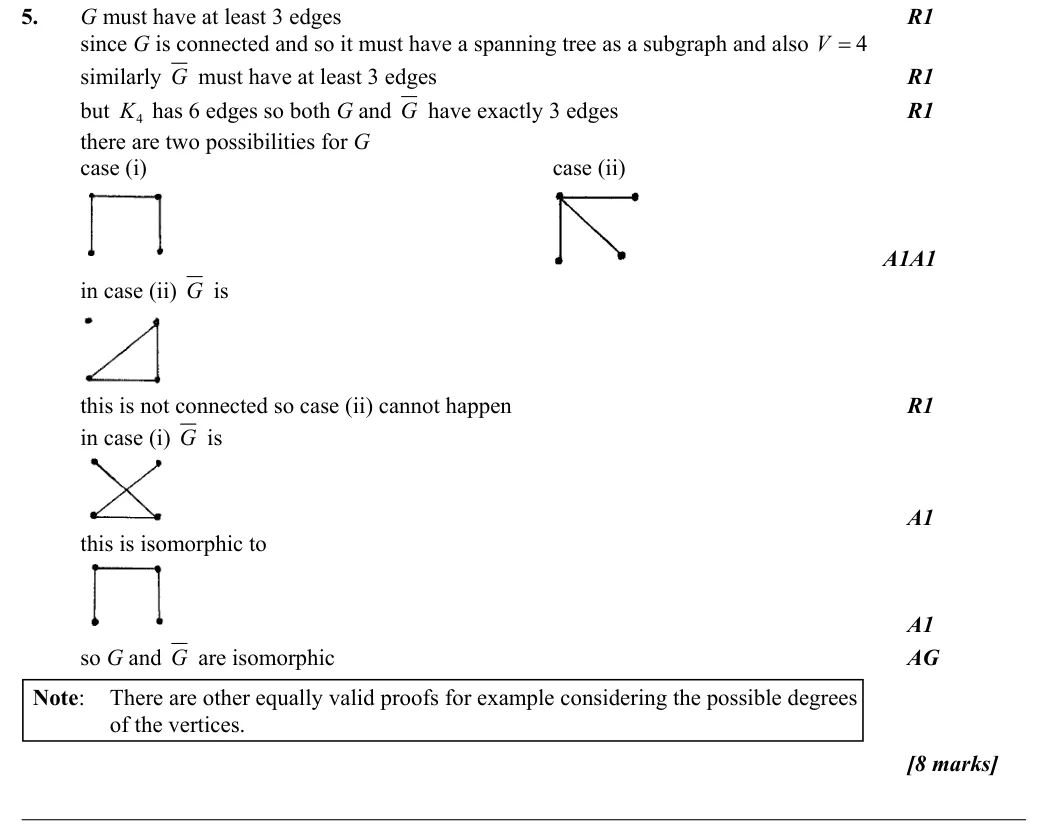 5. G must have at least 3 edges R1
since G is connected and so it must have a spanning tree as a subgraph and also V = 4
similarly G̅ must have at least 3 edges R1
but K₄ has 6 edges so both G and G̅ have exactly 3 edges R1
there are two possibilities for G
case (i) case (ii)
A1A1
in case (ii) G̅ is
this is not connected so case (ii) cannot happen R1
in case (i) G̅ is
A1
this is isomorphic to
A1
so G and G̅ are isomorphic AG
Note: There are other equally valid proofs for example considering the possible degrees
of the vertices.
[8 marks]